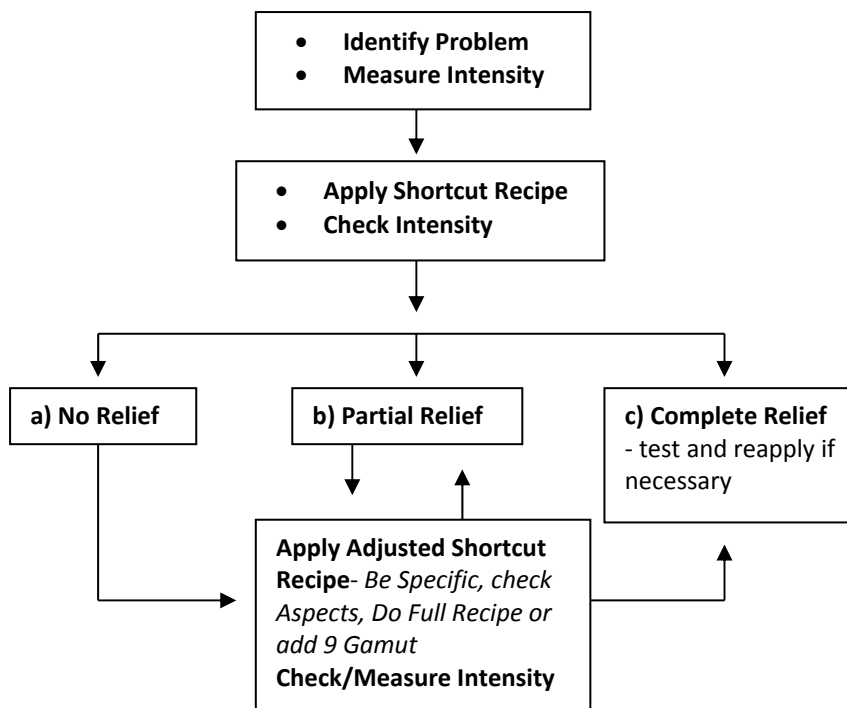 • Identify Problem
• Measure Intensity
• Apply Shortcut Recipe
• Check Intensity
a) No Relief
b) Partial Relief
c) Complete Relief
- test and reapply if
necessary
Apply Adjusted Shortcut
Recipe- Be Specific, check
Aspects, Do Full Recipe or
add 9 Gamut
Check/Measure Intensity